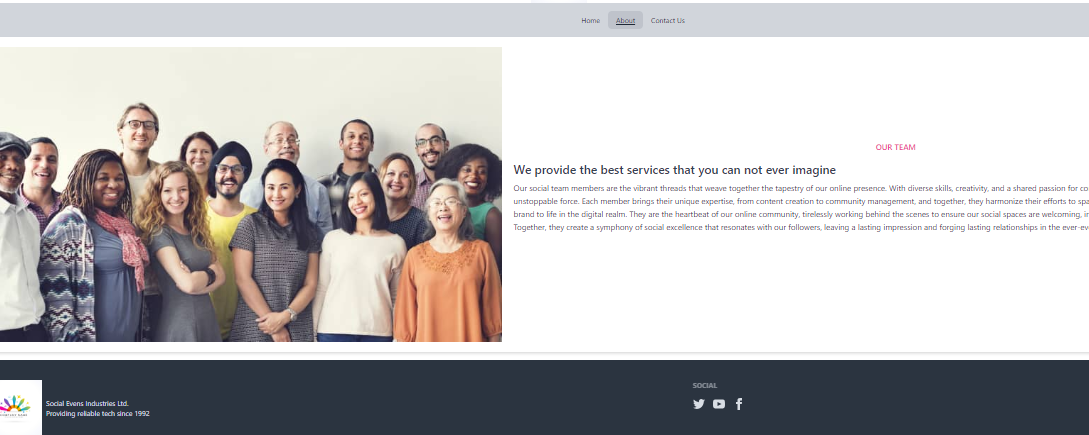 Home About Contact Us
OUR TEAM
We provide the best services that you can not ever imagine
Our social team members are the vibrant threads that weave together the tapestry of our online presence. With diverse skills, creativity, and a shared passion for co
unstoppable force. Each member brings their unique expertise, from content creation to community management, and together, they harmonize their efforts to spa
brand to life in the digital realm. They are the heartbeat of our online community, tirelessly working behind the scenes to ensure our social spaces are welcoming, in
Together, they create a symphony of social excellence that resonates with our followers, leaving a lasting impression and forging lasting relationships in the ever-ev
SOCIAL
Social Evens Industries Ltd.
Providing reliable tech since 1992